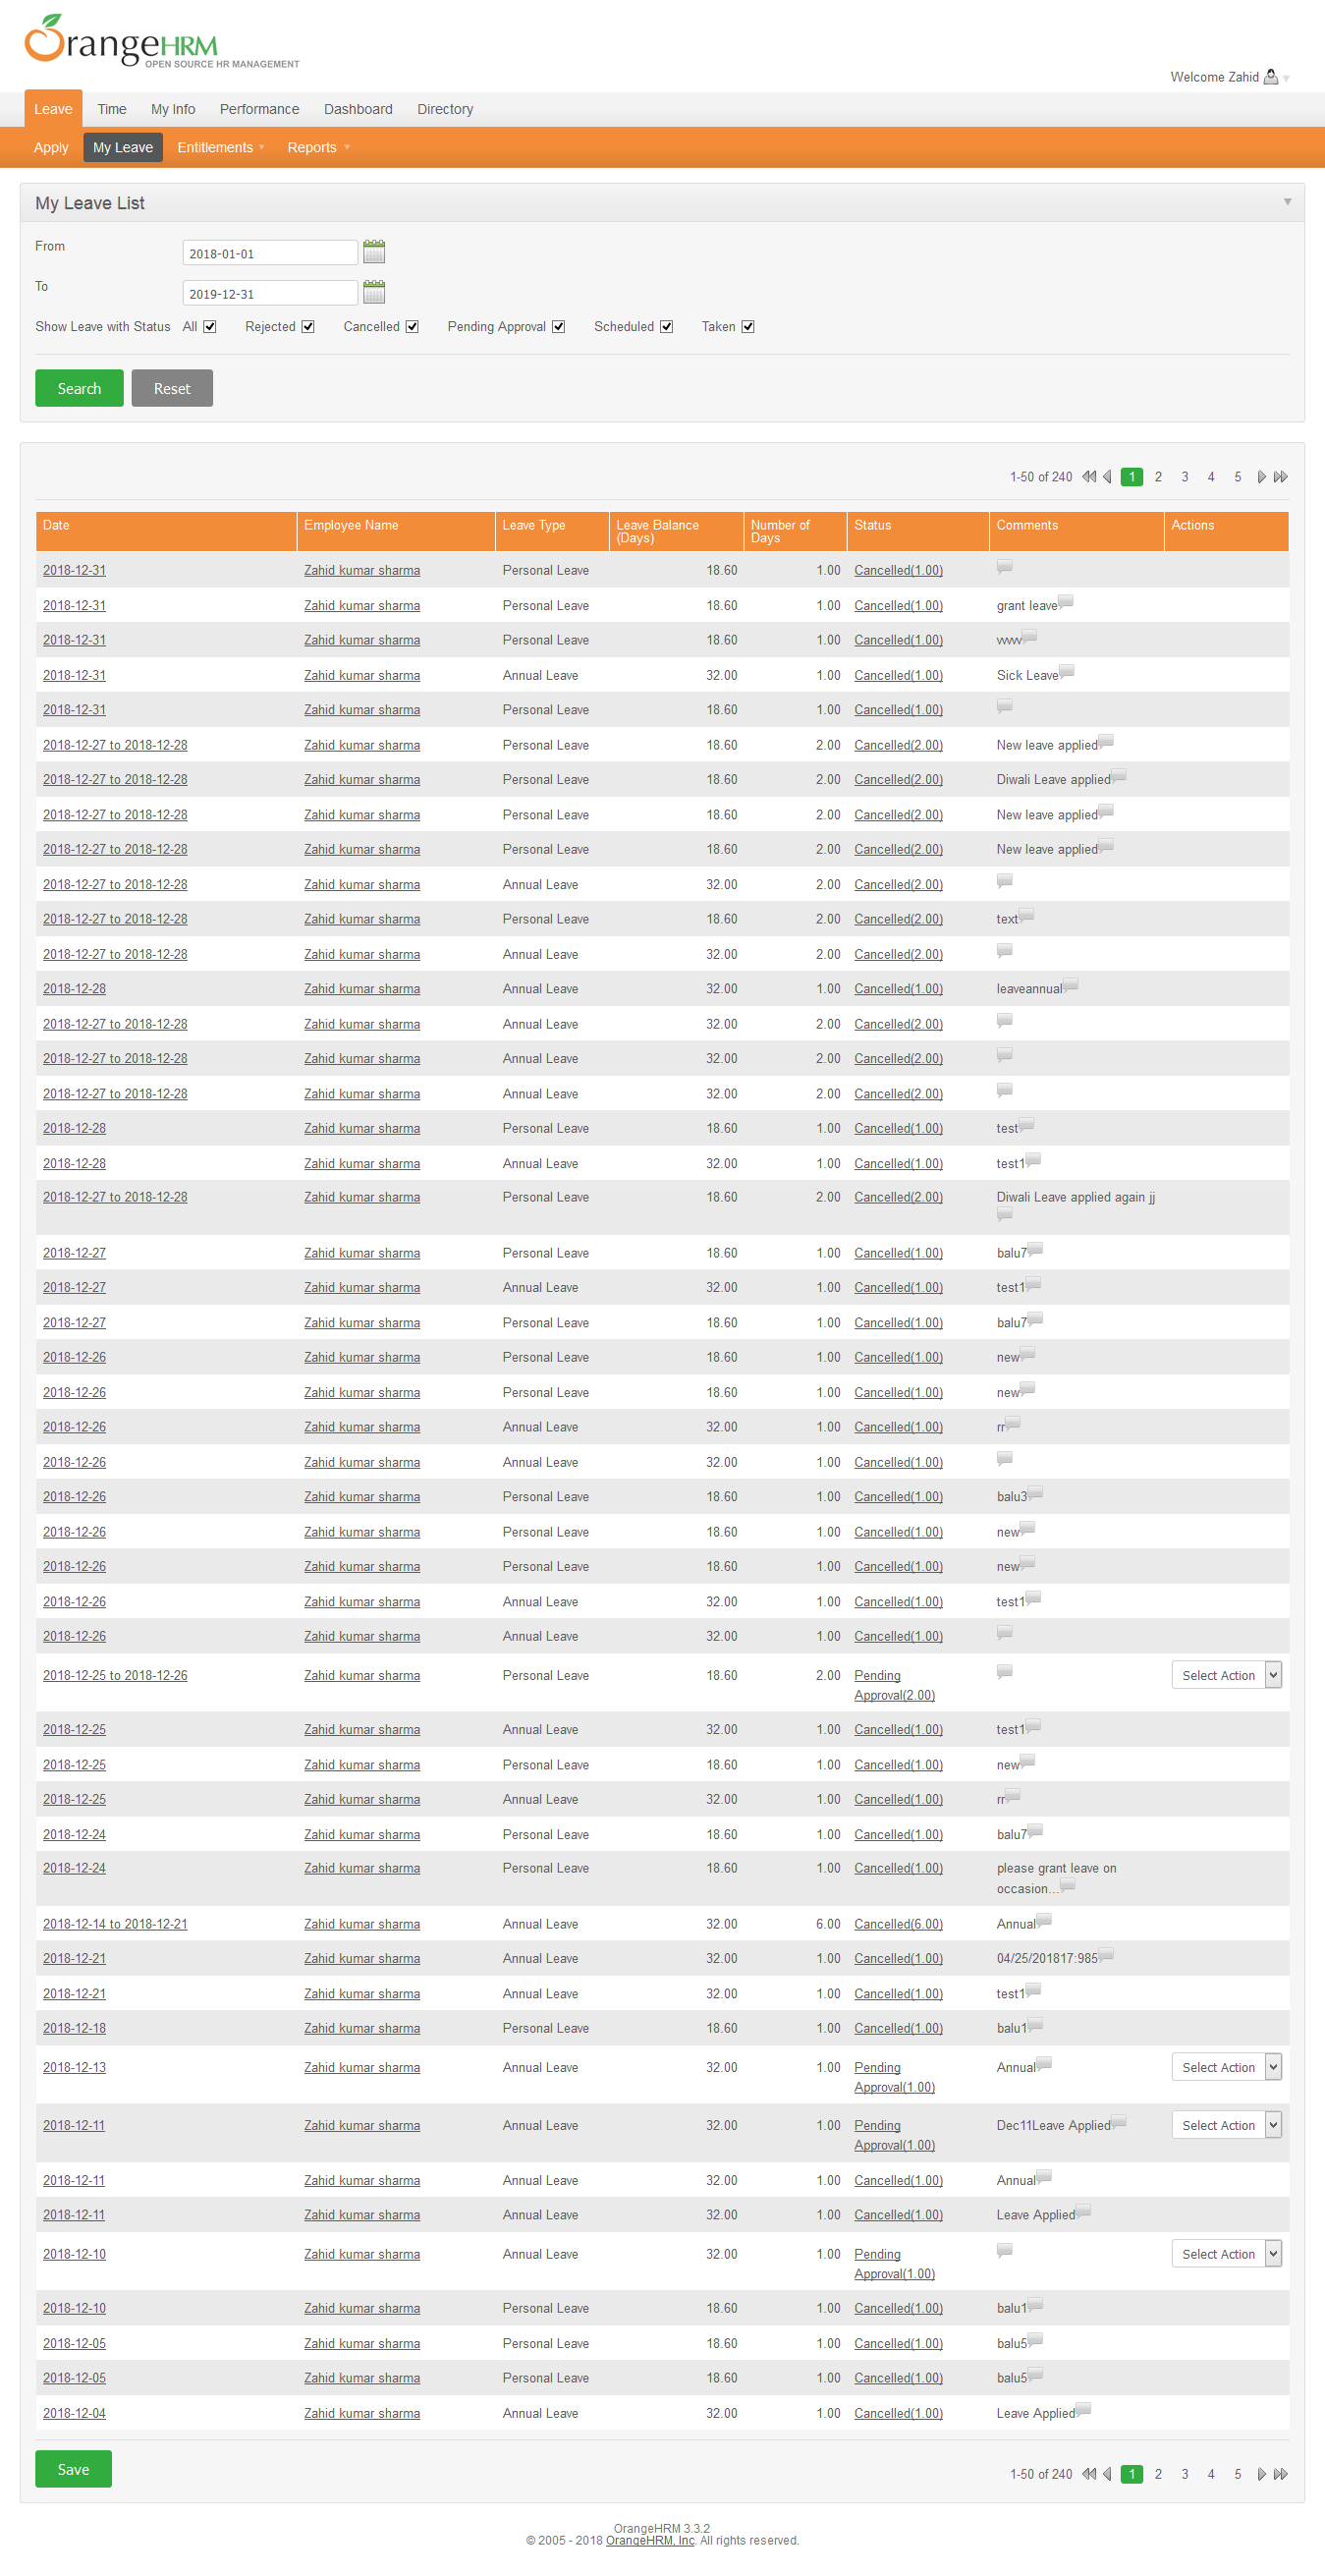 OrangeHRM
OPEN SOURCE HR MANAGEMENT
Welcome Zahid
Leave Time My Info Performance Dashboard Directory
Apply My Leave Entitlements Reports
My Leave List
From 2018-01-01
To 2019-12-31
Show Leave with Status All Rejected Cancelled Pending Approval Scheduled Taken
Search Reset
1-50 of 240 1 2 3 4 5
Date Employee Name Leave Type Leave Balance (Days) Number of Days Status Comments Actions
2018-12-31 Zahid kumar sharma Personal Leave 18.60 1.00 Cancelled(1.00)
2018-12-31 Zahid kumar sharma Personal Leave 18.60 1.00 Cancelled(1.00) grant leave
2018-12-31 Zahid kumar sharma Personal Leave 18.60 1.00 Cancelled(1.00)
2018-12-31 Zahid kumar sharma Annual Leave 32.00 1.00 Cancelled(1.00) Sick Leave
2018-12-31 Zahid kumar sharma Personal Leave 18.60 1.00 Cancelled(1.00)
2018-12-27 to 2018-12-28 Zahid kumar sharma Personal Leave 18.60 2.00 Cancelled(2.00) New leave applied
2018-12-27 to 2018-12-28 Zahid kumar sharma Personal Leave 18.60 2.00 Cancelled(2.00) Diwali Leave applied
2018-12-27 to 2018-12-28 Zahid kumar sharma Personal Leave 18.60 2.00 Cancelled(2.00) New leave applied
2018-12-27 to 2018-12-28 Zahid kumar sharma Personal Leave 18.60 2.00 Cancelled(2.00) New leave applied
2018-12-27 to 2018-12-28 Zahid kumar sharma Annual Leave 32.00 2.00 Cancelled(2.00)
2018-12-27 to 2018-12-28 Zahid kumar sharma Personal Leave 18.60 2.00 Cancelled(2.00) text
2018-12-27 to 2018-12-28 Zahid kumar sharma Annual Leave 32.00 2.00 Cancelled(2.00)
2018-12-28 Zahid kumar sharma Annual Leave 32.00 1.00 Cancelled(1.00) leaveannual
2018-12-27 to 2018-12-28 Zahid kumar sharma Annual Leave 32.00 2.00 Cancelled(2.00)
2018-12-27 to 2018-12-28 Zahid kumar sharma Annual Leave 32.00 2.00 Cancelled(2.00)
2018-12-27 to 2018-12-28 Zahid kumar sharma Annual Leave 32.00 2.00 Cancelled(2.00)
2018-12-28 Zahid kumar sharma Personal Leave 18.60 1.00 Cancelled(1.00) test
2018-12-28 Zahid kumar sharma Annual Leave 32.00 1.00 Cancelled(1.00) test1
2018-12-27 to 2018-12-28 Zahid kumar sharma Personal Leave 18.60 2.00 Cancelled(2.00) Diwali Leave applied again jj
2018-12-27 Zahid kumar sharma Personal Leave 18.60 1.00 Cancelled(1.00) balu7
2018-12-27 Zahid kumar sharma Annual Leave 32.00 1.00 Cancelled(1.00) test1
2018-12-27 Zahid kumar sharma Personal Leave 18.60 1.00 Cancelled(1.00) balu7
2018-12-26 Zahid kumar sharma Personal Leave 18.60 1.00 Cancelled(1.00) new
2018-12-26 Zahid kumar sharma Personal Leave 18.60 1.00 Cancelled(1.00) new
2018-12-26 Zahid kumar sharma Annual Leave 32.00 1.00 Cancelled(1.00) rr
2018-12-26 Zahid kumar sharma Annual Leave 32.00 1.00 Cancelled(1.00)
2018-12-26 Zahid kumar sharma Personal Leave 18.60 1.00 Cancelled(1.00) balu3
2018-12-26 Zahid kumar sharma Personal Leave 18.60 1.00 Cancelled(1.00) new
2018-12-26 Zahid kumar sharma Personal Leave 18.60 1.00 Cancelled(1.00) new
2018-12-26 Zahid kumar sharma Annual Leave 32.00 1.00 Cancelled(1.00) test1
2018-12-26 Zahid kumar sharma Annual Leave 32.00 1.00 Cancelled(1.00)
2018-12-25 to 2018-12-26 Zahid kumar sharma Personal Leave 18.60 2.00 Pending Approval(2.00) Select Action
2018-12-25 Zahid kumar sharma Annual Leave 32.00 1.00 Cancelled(1.00) test1
2018-12-25 Zahid kumar sharma Personal Leave 18.60 1.00 Cancelled(1.00) new
2018-12-25 Zahid kumar sharma Annual Leave 32.00 1.00 Cancelled(1.00) rr
2018-12-24 Zahid kumar sharma Personal Leave 18.60 1.00 Cancelled(1.00) balu7
2018-12-24 Zahid kumar sharma Personal Leave 18.60 1.00 Cancelled(1.00) please grant leave on occasion...
2018-12-14 to 2018-12-21 Zahid kumar sharma Annual Leave 32.00 6.00 Cancelled(6.00) Annual
2018-12-21 Zahid kumar sharma Annual Leave 32.00 1.00 Cancelled(1.00) 04/25/201817:985
2018-12-21 Zahid kumar sharma Annual Leave 32.00 1.00 Cancelled(1.00) test1
2018-12-18 Zahid kumar sharma Personal Leave 18.60 1.00 Cancelled(1.00) balu1
2018-12-13 Zahid kumar sharma Annual Leave 32.00 1.00 Pending Approval(1.00) Annual Select Action
2018-12-11 Zahid kumar sharma Annual Leave 32.00 1.00 Pending Approval(1.00) Dec11Leave Applied Select Action
2018-12-11 Zahid kumar sharma Annual Leave 32.00 1.00 Cancelled(1.00) Annual
2018-12-11 Zahid kumar sharma Annual Leave 32.00 1.00 Cancelled(1.00) Leave Applied
2018-12-10 Zahid kumar sharma Annual Leave 32.00 1.00 Pending Approval(1.00) Select Action
2018-12-10 Zahid kumar sharma Personal Leave 18.60 1.00 Cancelled(1.00) balu1
2018-12-05 Zahid kumar sharma Personal Leave 18.60 1.00 Cancelled(1.00) balu5
2018-12-05 Zahid kumar sharma Personal Leave 18.60 1.00 Cancelled(1.00) balu5
2018-12-04 Zahid kumar sharma Annual Leave 32.00 1.00 Cancelled(1.00) Leave Applied
Save
1-50 of 240 1 2 3 4 5
OrangeHRM 3.3.2
© 2005 - 2018 OrangeHRM, Inc. All rights reserved.